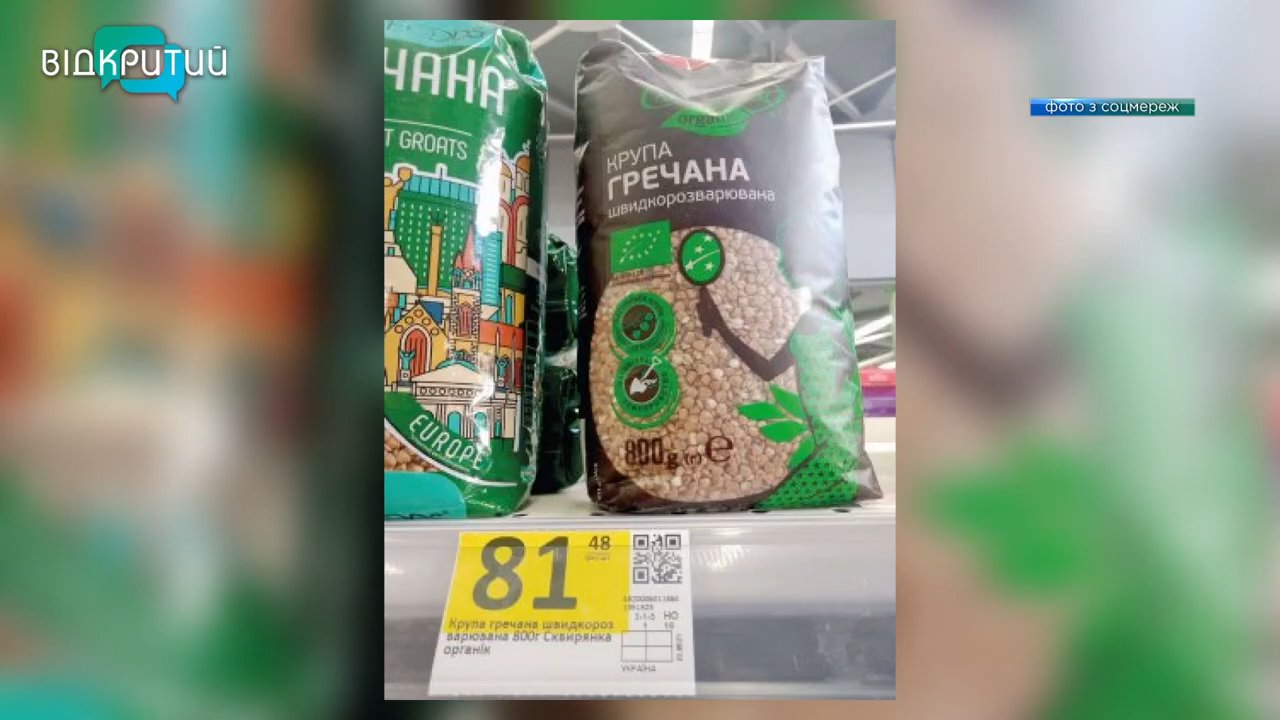 ВІДКРИТИЙ
фото з соцмереж
ЧАНА
T GROATS
EUROPE
organic
КРУПА
ГРЕЧАНА
швидкорозварювана
800g (г) e
81 48
Крупа гречана швидкороз
варювана 800г Сквирянка
органік
НО
УКРАЇНА